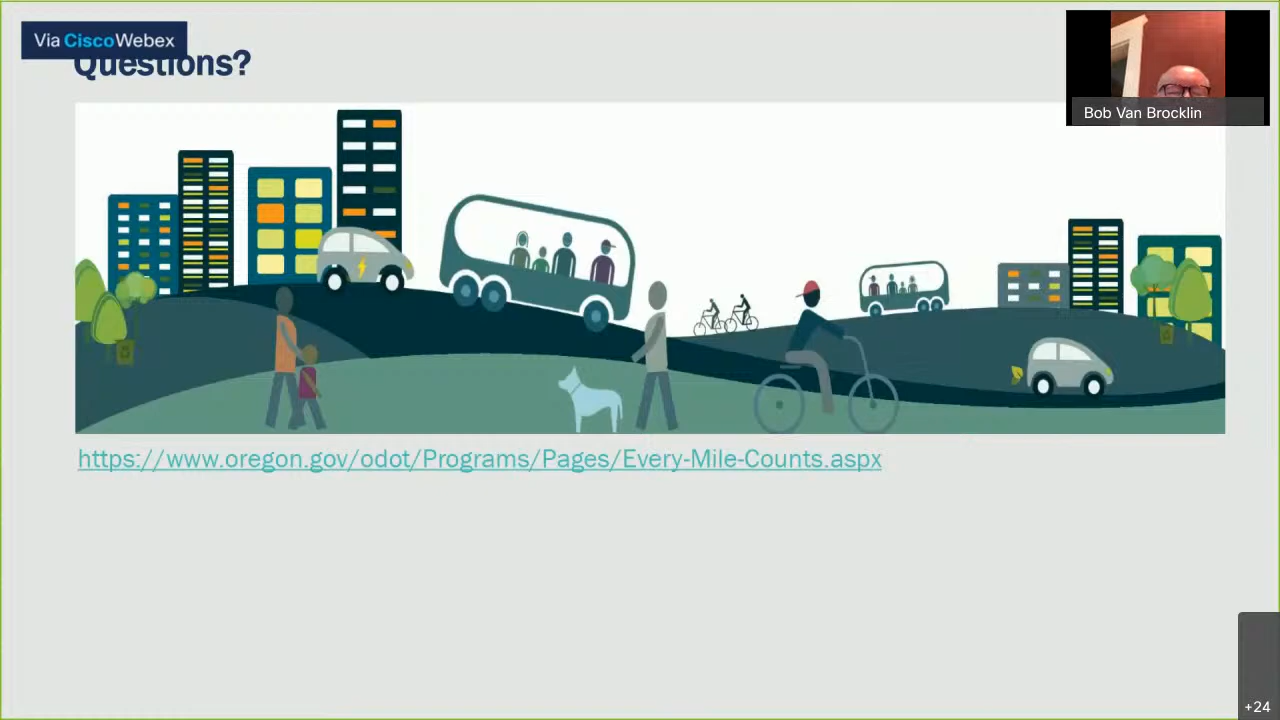 Via CiscoWebex
Questions?
Bob Van Brocklin
https://www.oregon.gov/odot/Programs/Pages/Every-Mile-Counts.aspx
+24